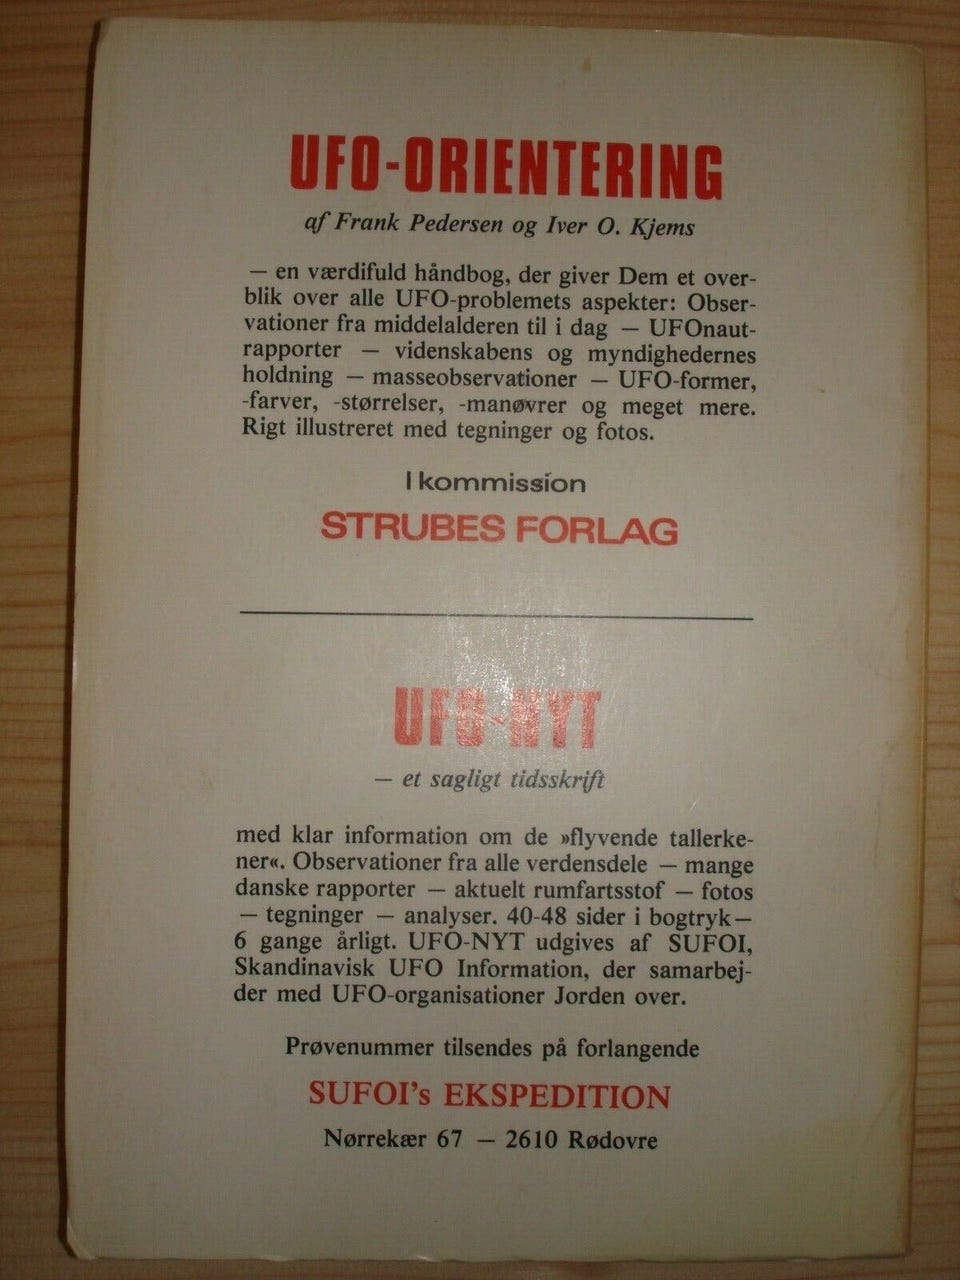 UFO-ORIENTERING
af Frank Pedersen og Iver O. Kjems
— en værdifuld håndbog, der giver Dem et over-
blik over alle UFO-problemets aspekter: Obser-
vationer fra middelalderen til i dag — UFOnaut-
rapporter — videnskabens og myndighedernes
holdning — masseobservationer — UFO-former,
-farver, -størrelser, -manøvrer og meget mere.
Rigt illustreret med tegninger og fotos.
I kommission
STRUBES FORLAG
UFO-NYT
— et sagligt tidsskrift
med klar information om de »flyvende tallerke-
ner«. Observationer fra alle verdensdele — mange
danske rapporter — aktuelt rumfartsstof — fotos
— tegninger — analyser. 40-48 sider i bogtryk —
6 gange årligt. UFO-NYT udgives af SUFOI,
Skandinavisk UFO Information, der samarbej-
der med UFO-organisationer Jorden over.
Prøvenummer tilsendes på forlangende
SUFOI's EKSPEDITION
Nørrekær 67 — 2610 Rødovre